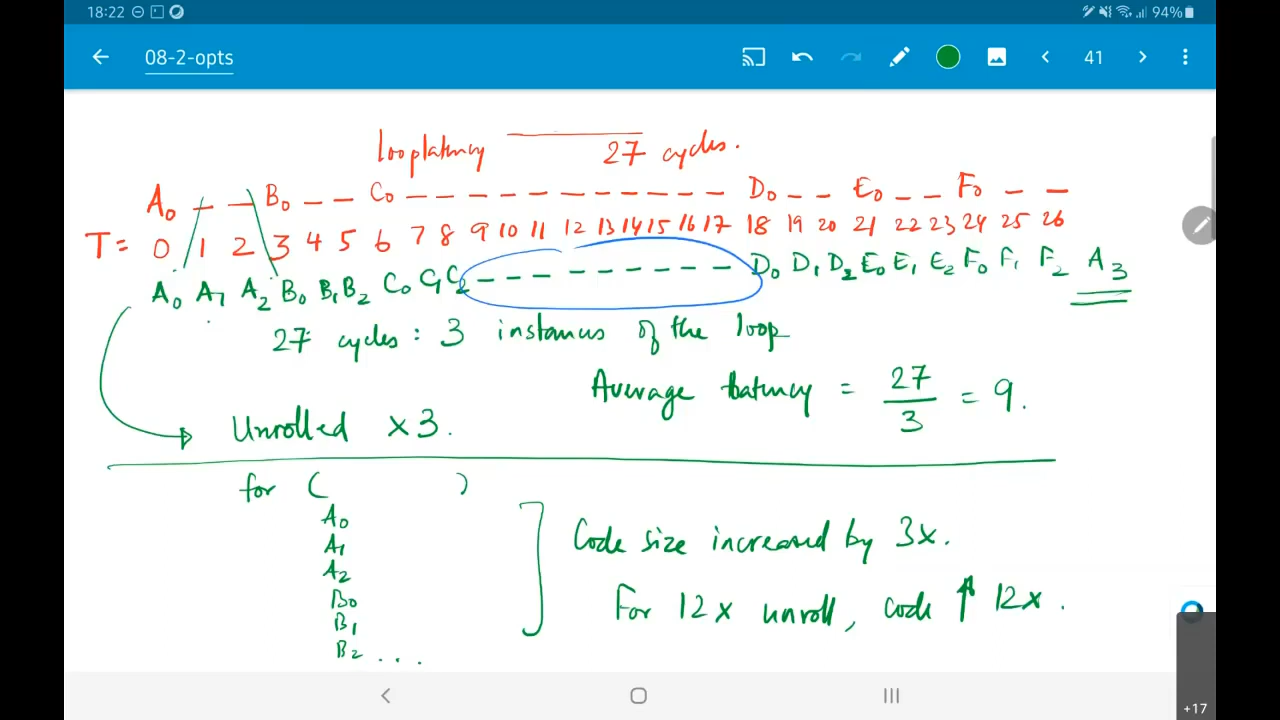 18:22 94%
08-2-opts 41
loop latency 27 cycles.
A0 _ _ B0 _ _ C0 _ _ _ _ _ _ _ _ _ _ _ D0 _ _ E0 _ _ F0 _ _
T= 0 1 2 3 4 5 6 7 8 9 10 11 12 13 14 15 16 17 18 19 20 21 22 23 24 25 26
A0 A1 A2 B0 B1 B2 C0 C1 C2 _ _ _ _ _ _ _ _ _ D0 D1 D2 E0 E1 E2 F0 F1 F2 A3
27 cycles : 3 instances of the loop
Average latency = 27/3 = 9.
Unrolled x3.
for ( )
A0
A1
A2
B0
B1
B2 ....
Code size increased by 3x.
For 12x unroll, code ↑ 12x.
+17